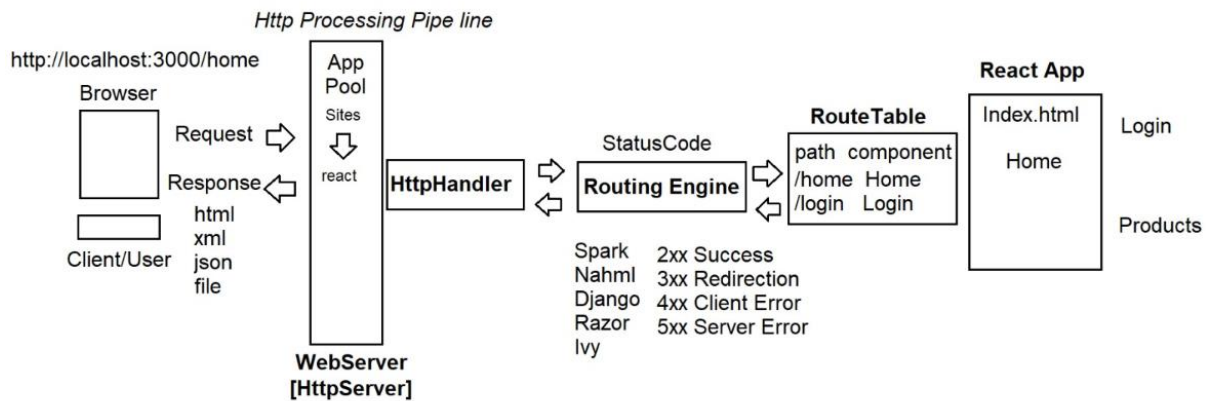 Http Processing Pipe line
http://localhost:3000/home
Browser
Request
Response
html
xml
json
file
Client/User
App
Pool
Sites
react
WebServer
[HttpServer]
HttpHandler
StatusCode
Routing Engine
Spark
Nahml
Django
Razor
Ivy
2xx Success
3xx Redirection
4xx Client Error
5xx Server Error
RouteTable
path component
/home Home
/login Login
React App
Index.html
Home
Login
Products